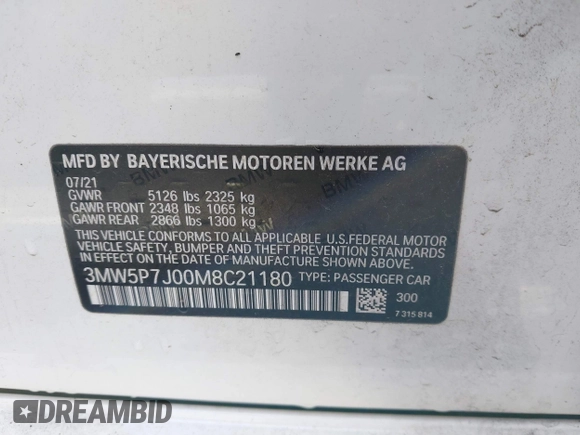 MFD BY BAYERISCHE MOTOREN WERKE AG
07/21
GVWR 5126 lbs 2325 kg
GAWR FRONT 2348 lbs 1065 kg
GAWR REAR 2866 lbs 1300 kg
THIS VEHICLE CONFORMS TO ALL APPLICABLE U.S.FEDERAL MOTOR
VEHICLE SAFETY, BUMPER, AND THEFT PREVENTION STANDARDS
IN EFFECT ON THE DATE OF MANUFACTURE SHOWN ABOVE.
3MW5P7J00M8C21180 TYPE: PASSENGER CAR
300
7 315 814
DREAMBID